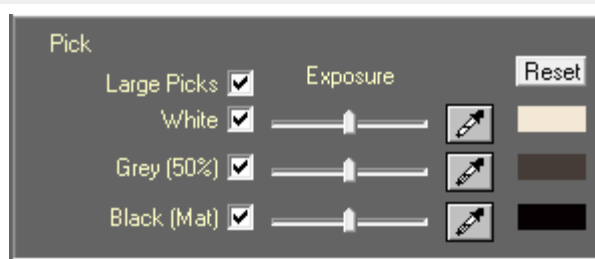 Pick
Large Picks Exposure Reset
White
Grey (50%)
Black (Mat)